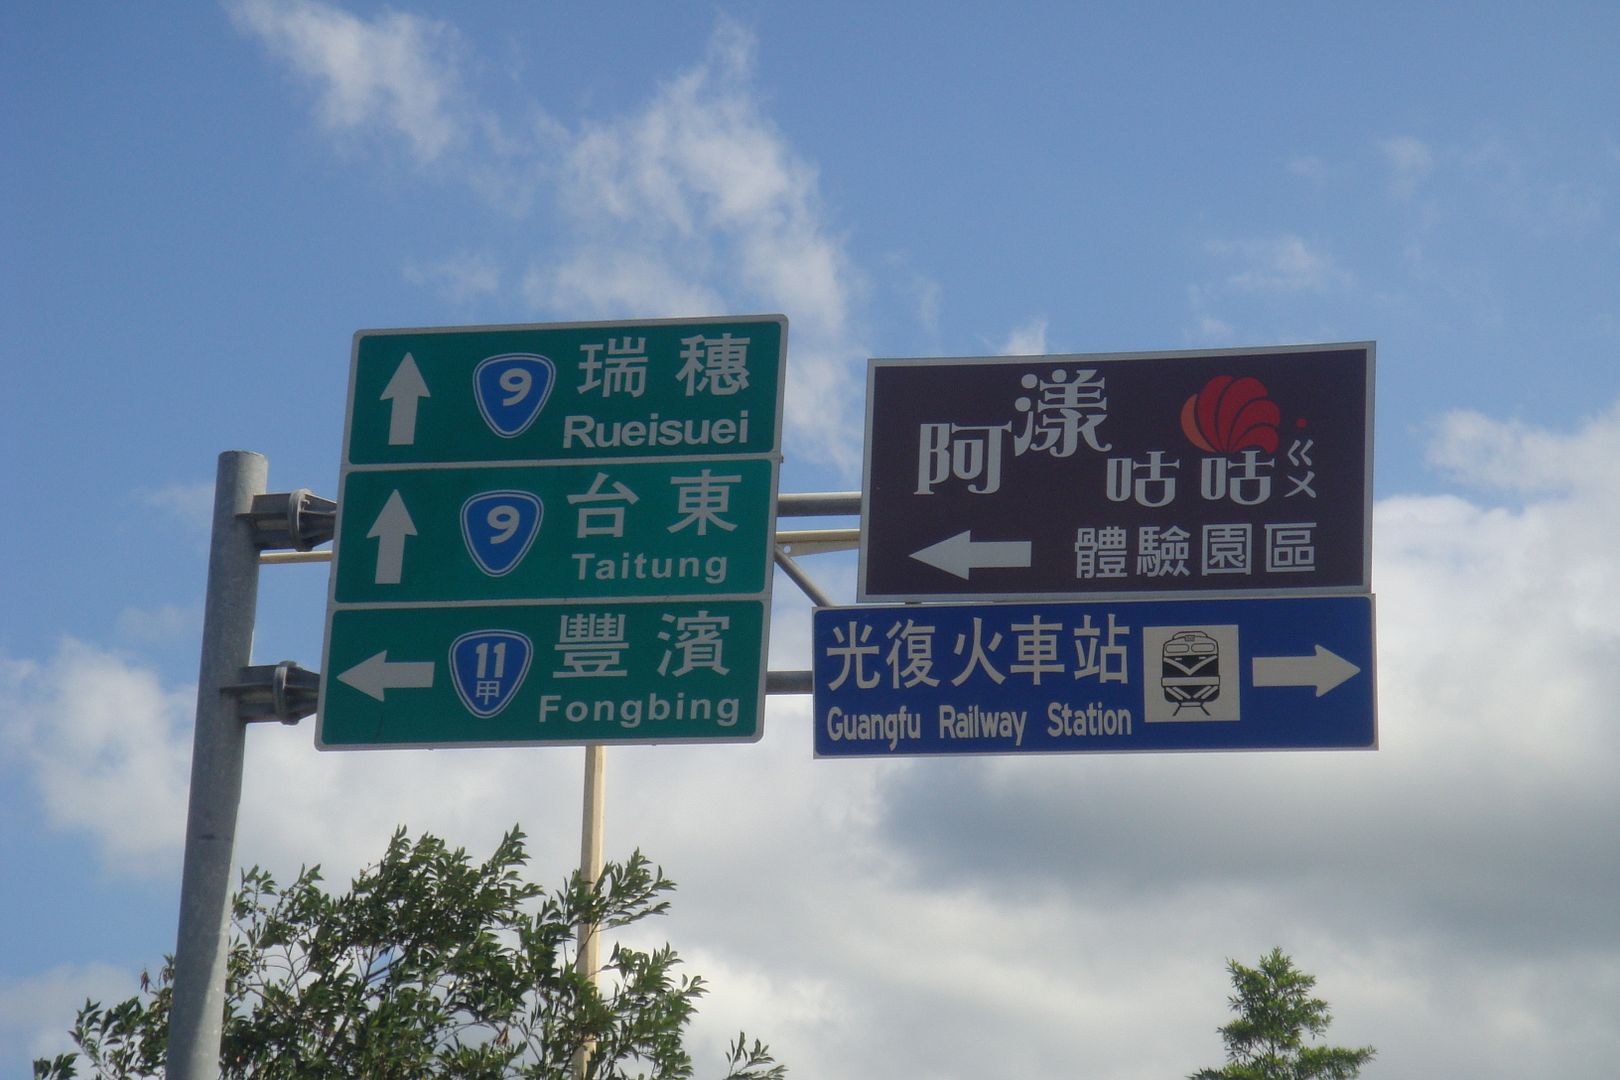 9 瑞穗
Rueisuei
9 台東
Taitung
11甲 豐濱
Fongbing
阿漾咕咕ㄍㄨ
體驗園區
光復火車站
Guangfu Railway Station